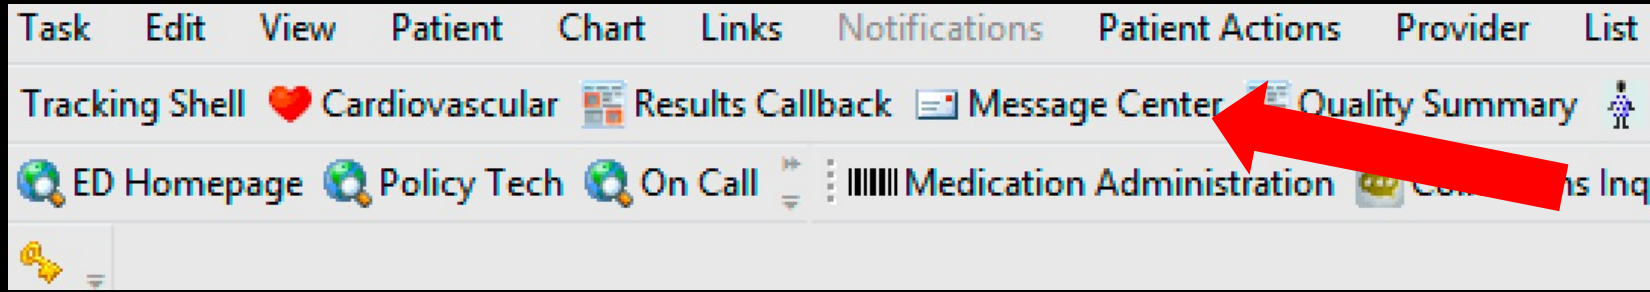 Task Edit View Patient Chart Links Notifications Patient Actions Provider List
Tracking Shell Cardiovascular Results Callback Message Center Quality Summary
ED Homepage Policy Tech On Call Medication Administration Inq